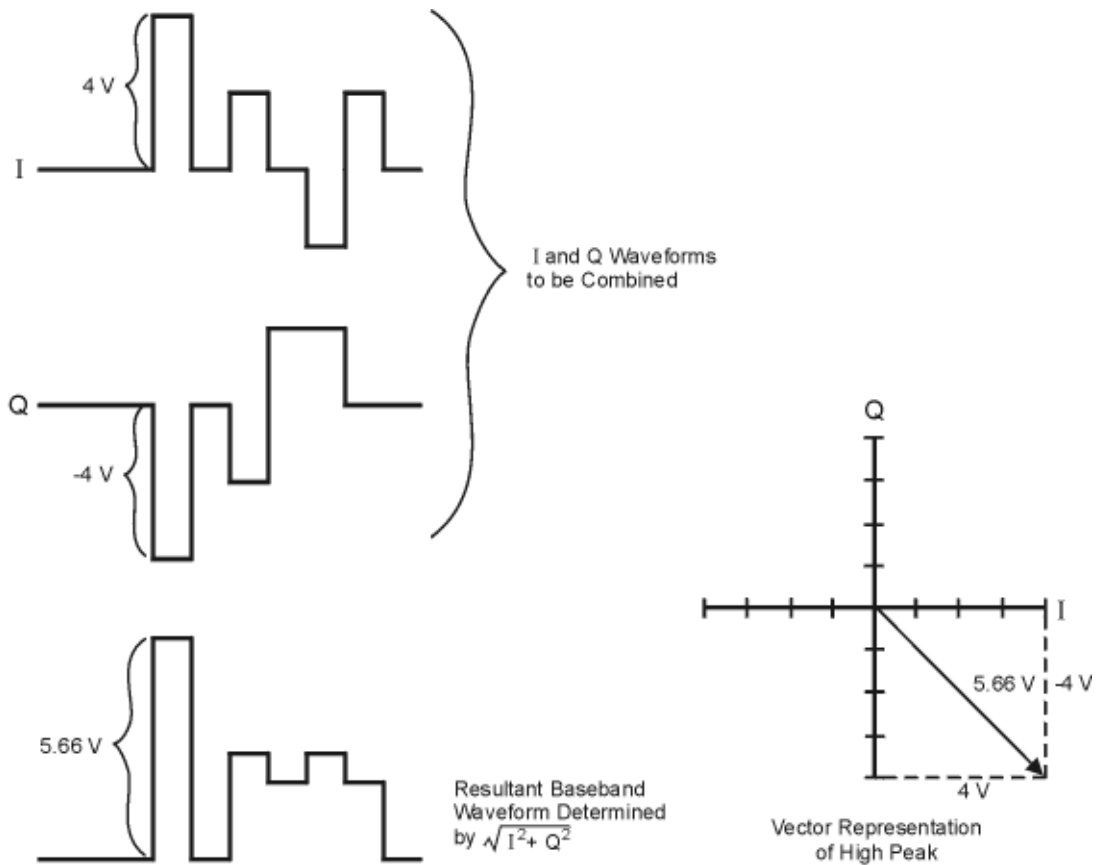 4 V
I
I and Q Waveforms
to be Combined
Q
-4 V
Q
I
5.66 V
-4 V
4 V
5.66 V
Resultant Baseband
Waveform Determined
by √I²+ Q²
Vector Representation
of High Peak